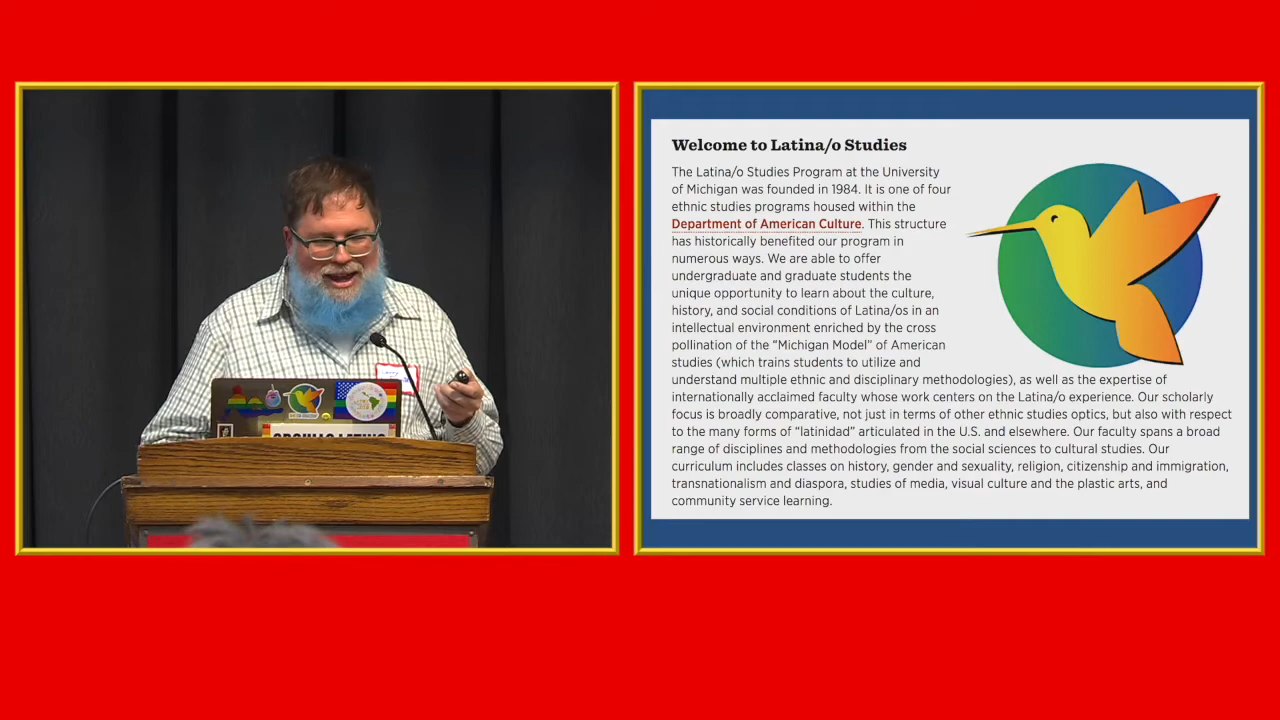 Welcome to Latina/o Studies
The Latina/o Studies Program at the University
of Michigan was founded in 1984. It is one of four
ethnic studies programs housed within the
Department of American Culture. This structure
has historically benefited our program in
numerous ways. We are able to offer
undergraduate and graduate students the
unique opportunity to learn about the culture,
history, and social conditions of Latina/os in an
intellectual environment enriched by the cross
pollination of the “Michigan Model” of American
studies (which trains students to utilize and
understand multiple ethnic and disciplinary methodologies), as well as the expertise of
internationally acclaimed faculty whose work centers on the Latina/o experience. Our scholarly
focus is broadly comparative, not just in terms of other ethnic studies optics, but also with respect
to the many forms of “latinidad” articulated in the U.S. and elsewhere. Our faculty spans a broad
range of disciplines and methodologies from the social sciences to cultural studies. Our
curriculum includes classes on history, gender and sexuality, religion, citizenship and immigration,
transnationalism and diaspora, studies of media, visual culture and the plastic arts, and
community service learning.